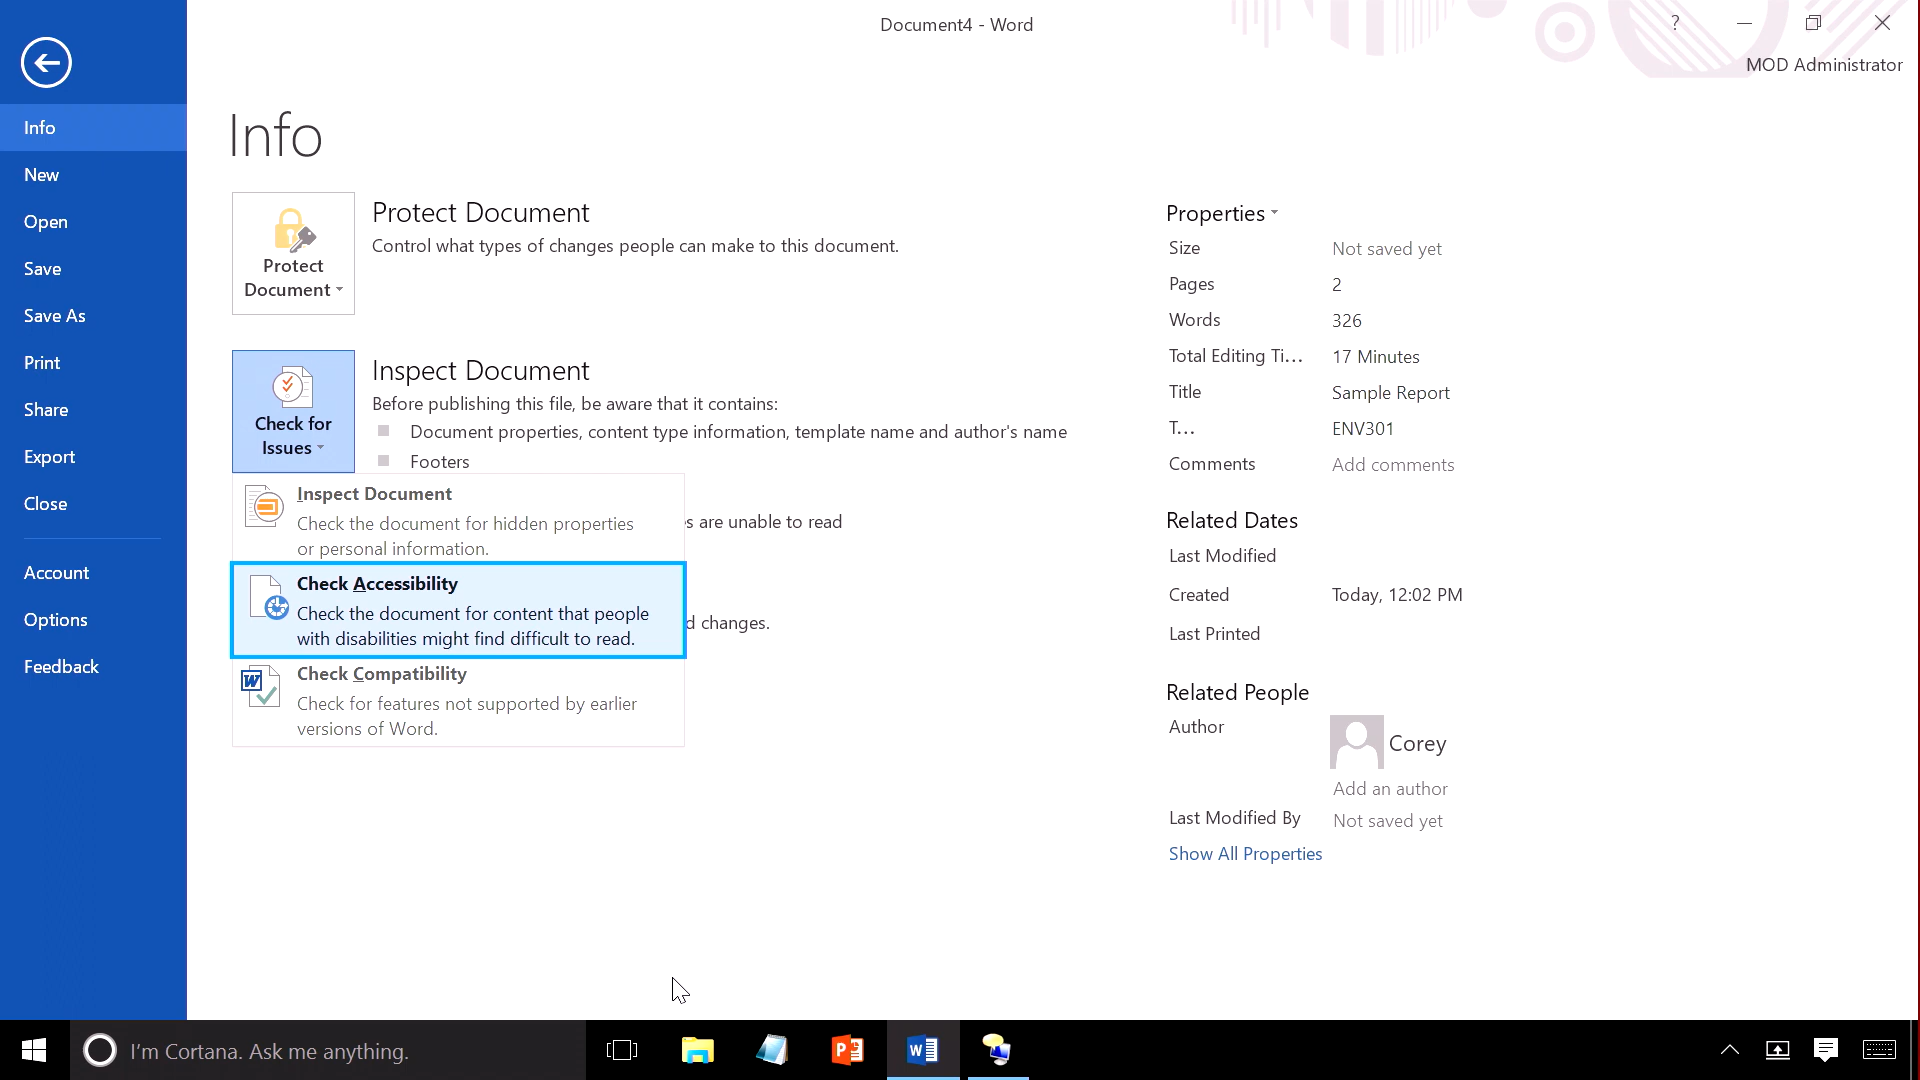 Document4 - Word
?
MOD Administrator
Info
New
Open
Save
Save As
Print
Share
Export
Close
Account
Options
Feedback
Info
Protect
Document
Protect Document
Control what types of changes people can make to this document.
Check for
Issues
Inspect Document
Before publishing this file, be aware that it contains:
Document properties, content type information, template name and author's name
Footers
Inspect Document
Check the document for hidden properties
or personal information.
s are unable to read
Check Accessibility
Check the document for content that people
with disabilities might find difficult to read.
d changes.
Check Compatibility
Check for features not supported by earlier
versions of Word.
Properties
Size Not saved yet
Pages 2
Words 326
Total Editing Ti... 17 Minutes
Title Sample Report
T... ENV301
Comments Add comments
Related Dates
Last Modified
Created Today, 12:02 PM
Last Printed
Related People
Author Corey
Add an author
Last Modified By Not saved yet
Show All Properties
I'm Cortana. Ask me anything.